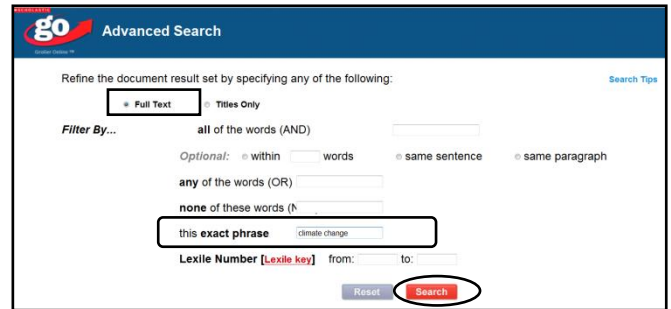 SCHOLASTIC
go
Grolier Online ™
Advanced Search
Refine the document result set by specifying any of the following:
Search Tips
Full Text Titles Only
Filter By... all of the words (AND)
Optional: within words same sentence same paragraph
any of the words (OR)
none of these words (N
this exact phrase climate change
Lexile Number [Lexile key] from: to:
Reset Search